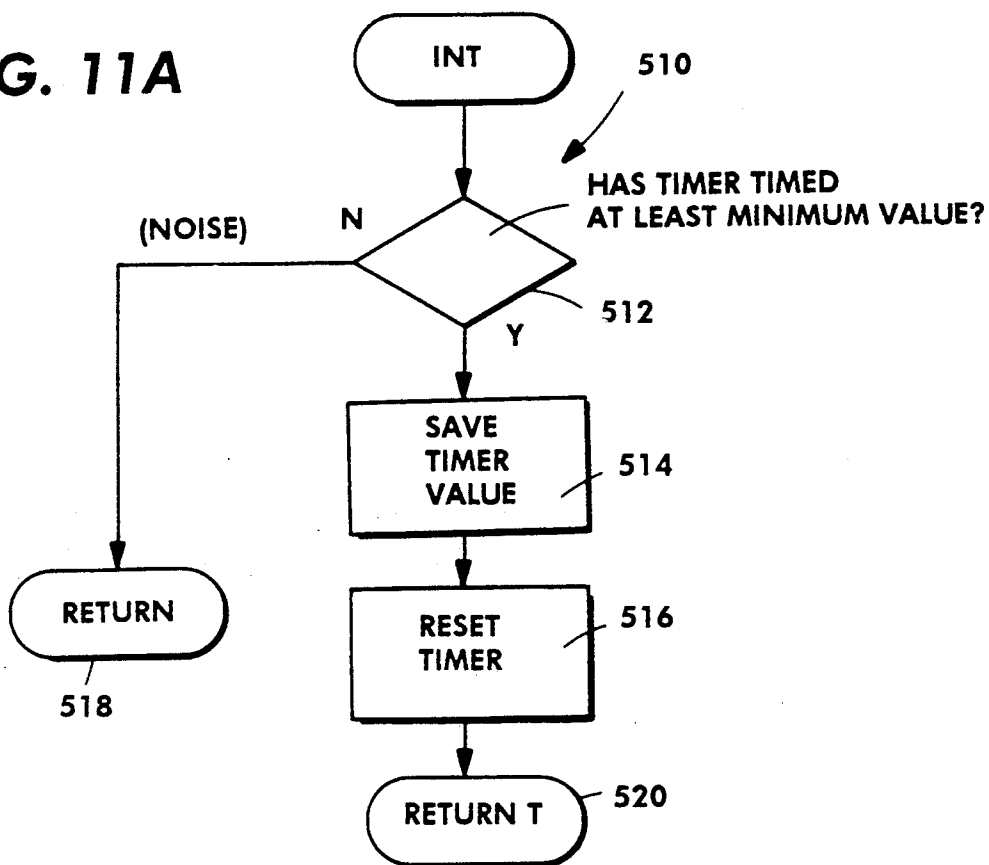 G. 11A
INT
510
HAS TIMER TIMED
AT LEAST MINIMUM VALUE?
N
(NOISE)
512
Y
SAVE
TIMER
VALUE
514
RETURN
518
RESET
TIMER
516
RETURN T
520